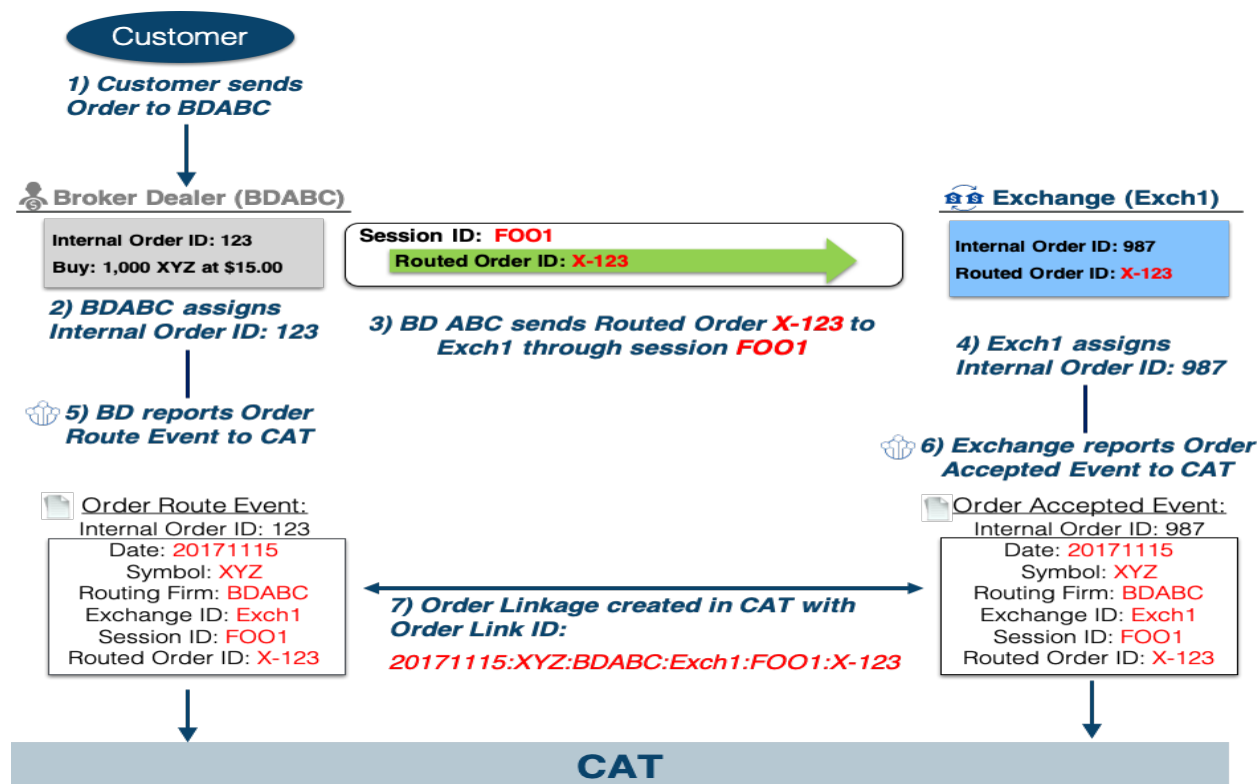 Customer
1) Customer sends
Order to BDABC
Broker Dealer (BDABC)
Internal Order ID: 123
Buy: 1,000 XYZ at $15.00
2) BDABC assigns
Internal Order ID: 123
Session ID: FOO1
Routed Order ID: X-123
3) BD ABC sends Routed Order X-123 to
Exch1 through session FOO1
Exchange (Exch1)
Internal Order ID: 987
Routed Order ID: X-123
4) Exch1 assigns
Internal Order ID: 987
5) BD reports Order
Route Event to CAT
6) Exchange reports Order
Accepted Event to CAT
Order Route Event:
Internal Order ID: 123
Date: 20171115
Symbol: XYZ
Routing Firm: BDABC
Exchange ID: Exch1
Session ID: FOO1
Routed Order ID: X-123
7) Order Linkage created in CAT with
Order Link ID:
20171115:XYZ:BDABC:Exch1:FOO1:X-123
Order Accepted Event:
Internal Order ID: 987
Date: 20171115
Symbol: XYZ
Routing Firm: BDABC
Exchange ID: Exch1
Session ID: FOO1
Routed Order ID: X-123
CAT